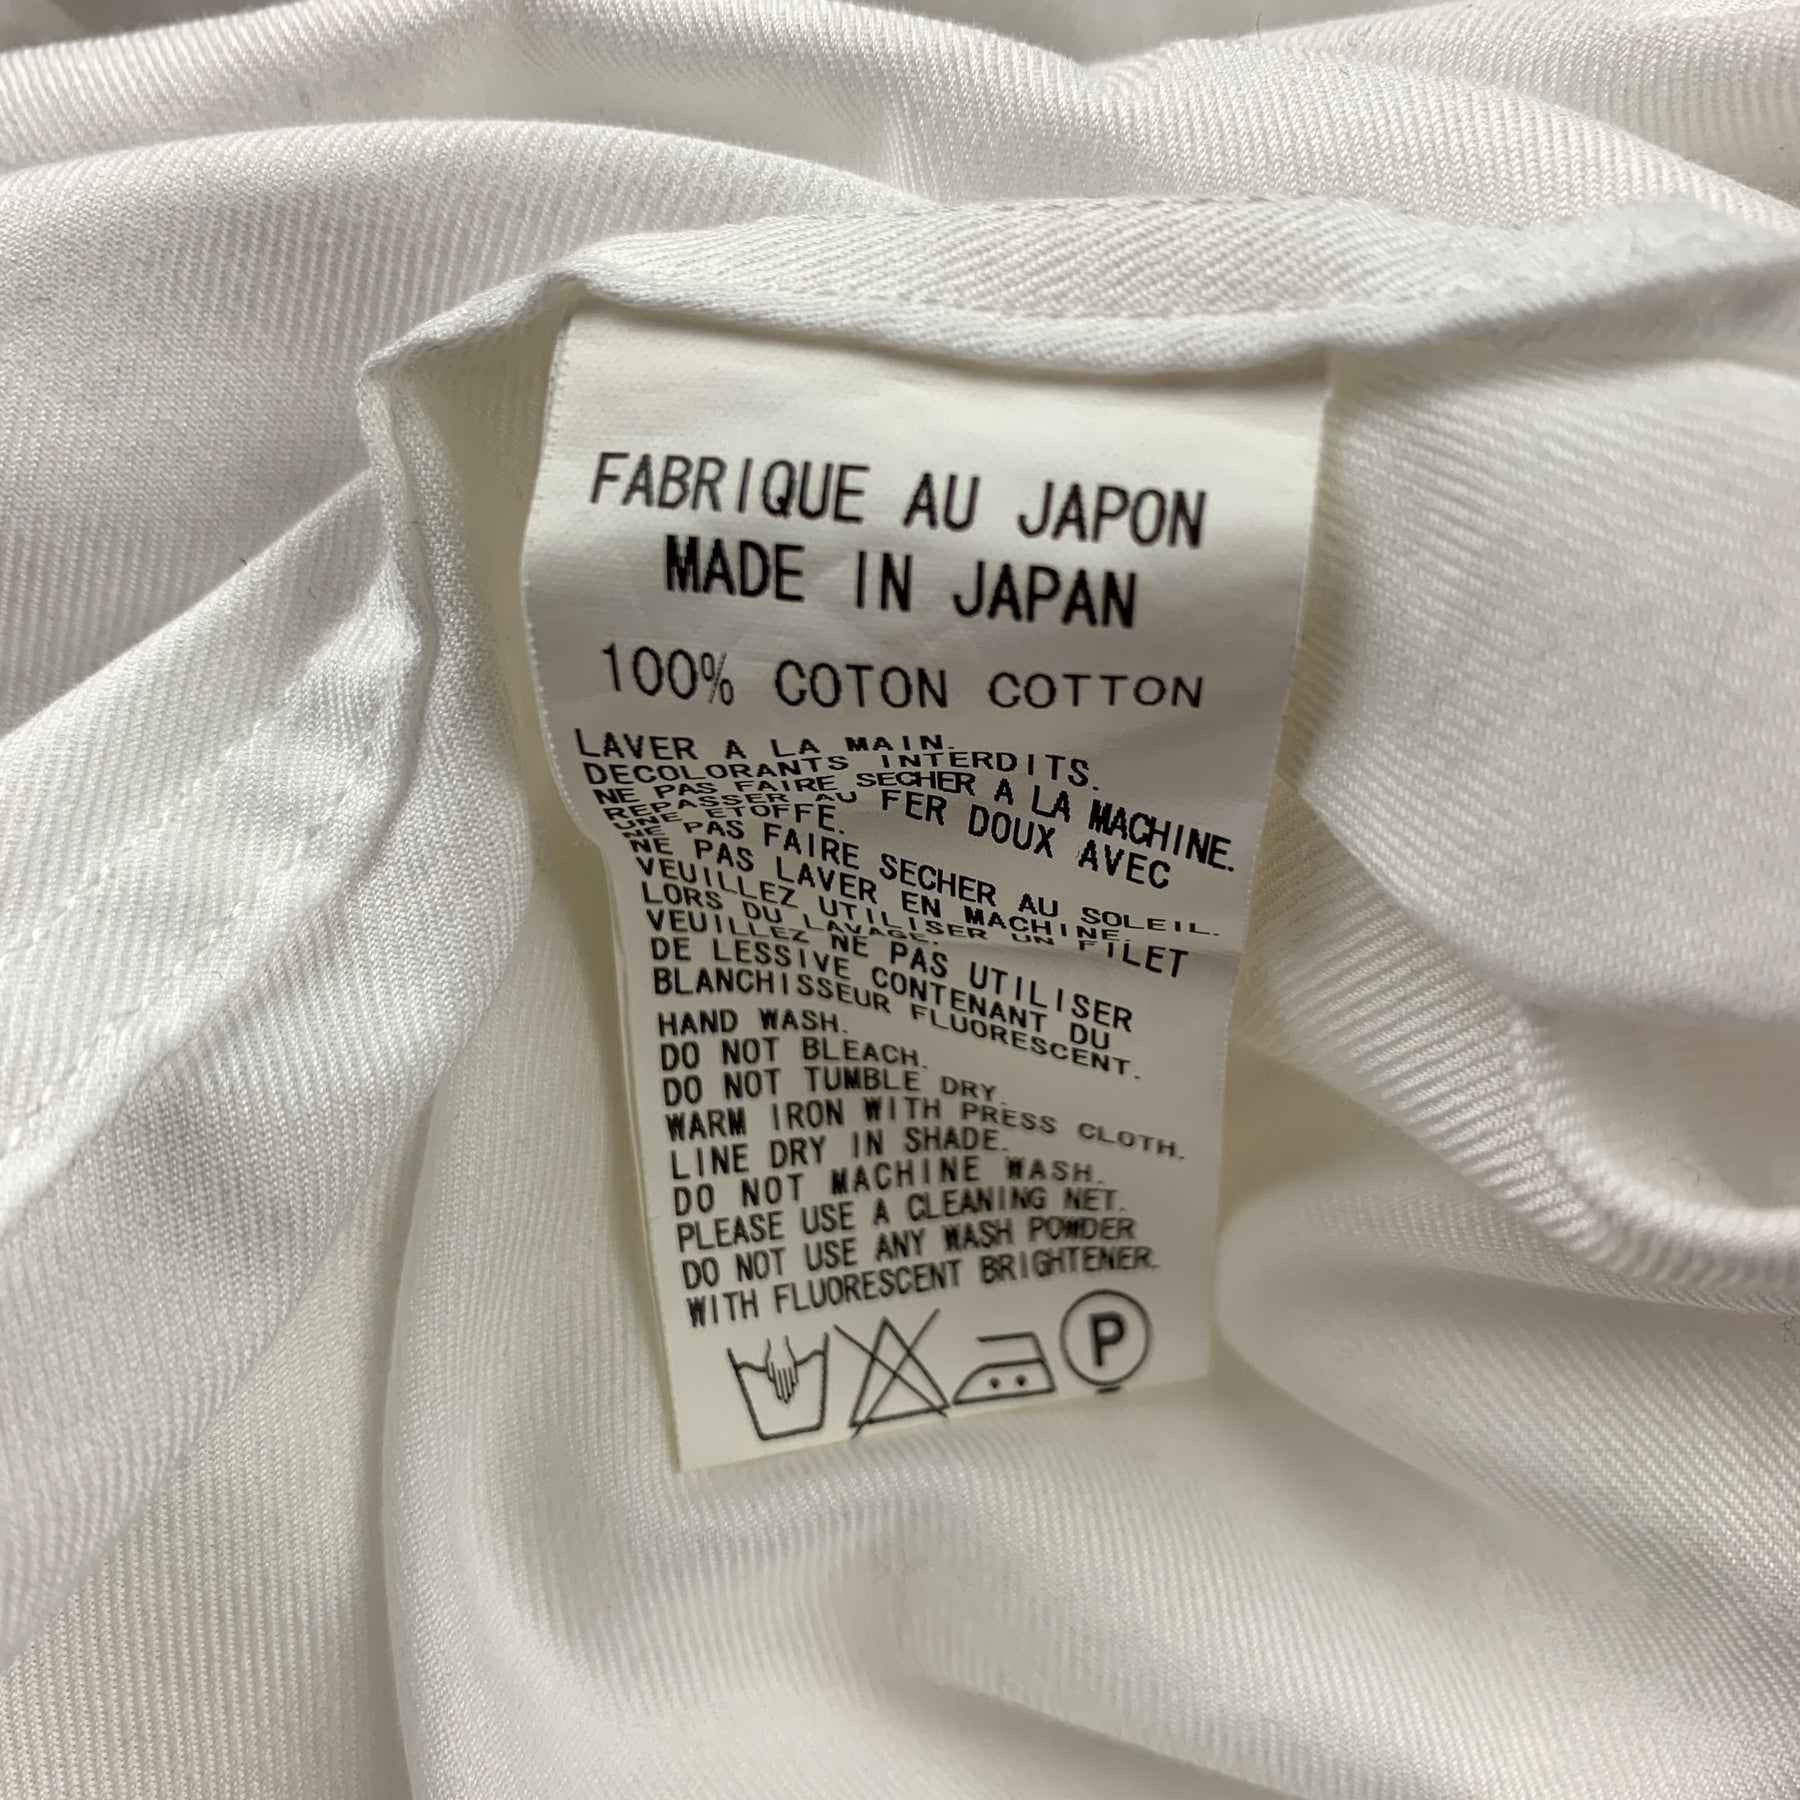 FABRIQUE AU JAPON
MADE IN JAPAN
100% COTON COTTON
LAVER A LA MAIN.
DECOLORANTS INTERDITS.
NE PAS FAIRE SECHER A LA MACHINE.
REPASSER AU FER DOUX AVEC
UNE ETOFFE.
NE PAS FAIRE SECHER AU SOLEIL.
NE PAS LAVER EN MACHINE.
VEUILLEZ UTILISER UN FILET
LORS DU LAVAGE.
VEUILLEZ NE PAS UTILISER
DE LESSIVE CONTENANT DU
BLANCHISSEUR FLUORESCENT.
HAND WASH.
DO NOT BLEACH.
DO NOT TUMBLE DRY.
WARM IRON WITH PRESS CLOTH.
LINE DRY IN SHADE.
DO NOT MACHINE WASH.
PLEASE USE A CLEANING NET.
DO NOT USE ANY WASH POWDER
WITH FLUORESCENT BRIGHTENER.
P